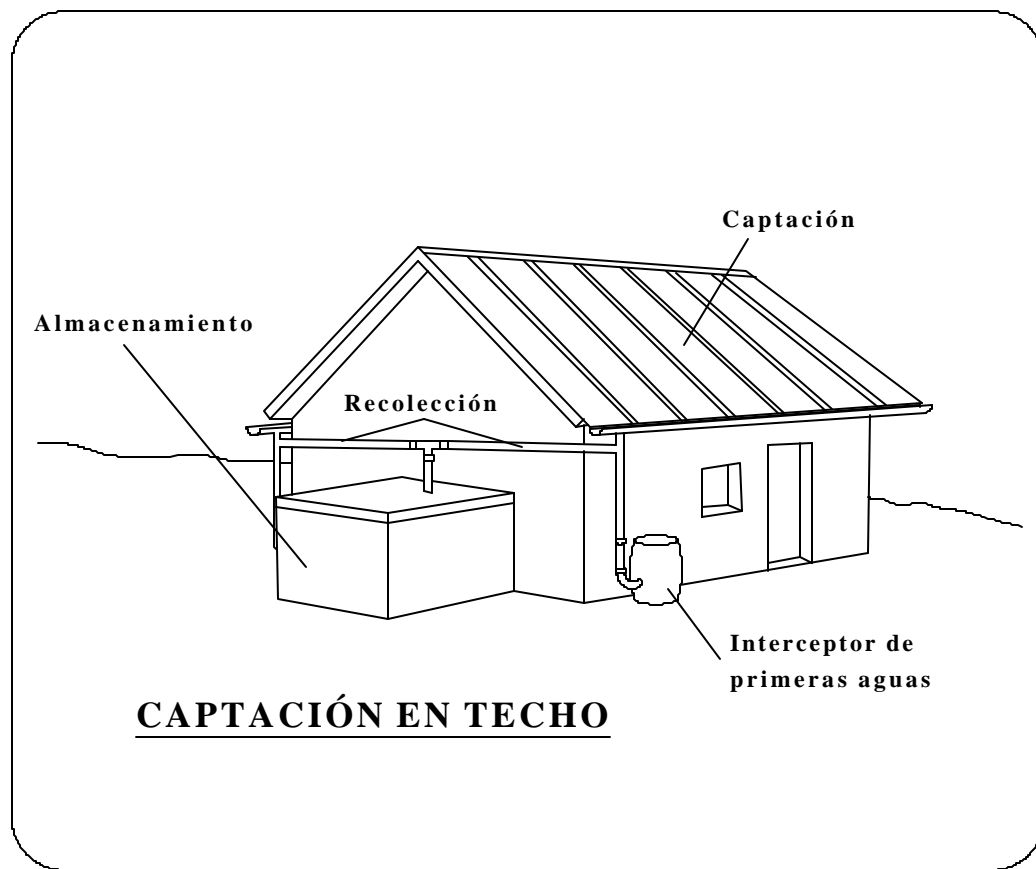 Captación
Almacenamiento
Recolección
Interceptor de
primeras aguas
CAPTACIÓN EN TECHO